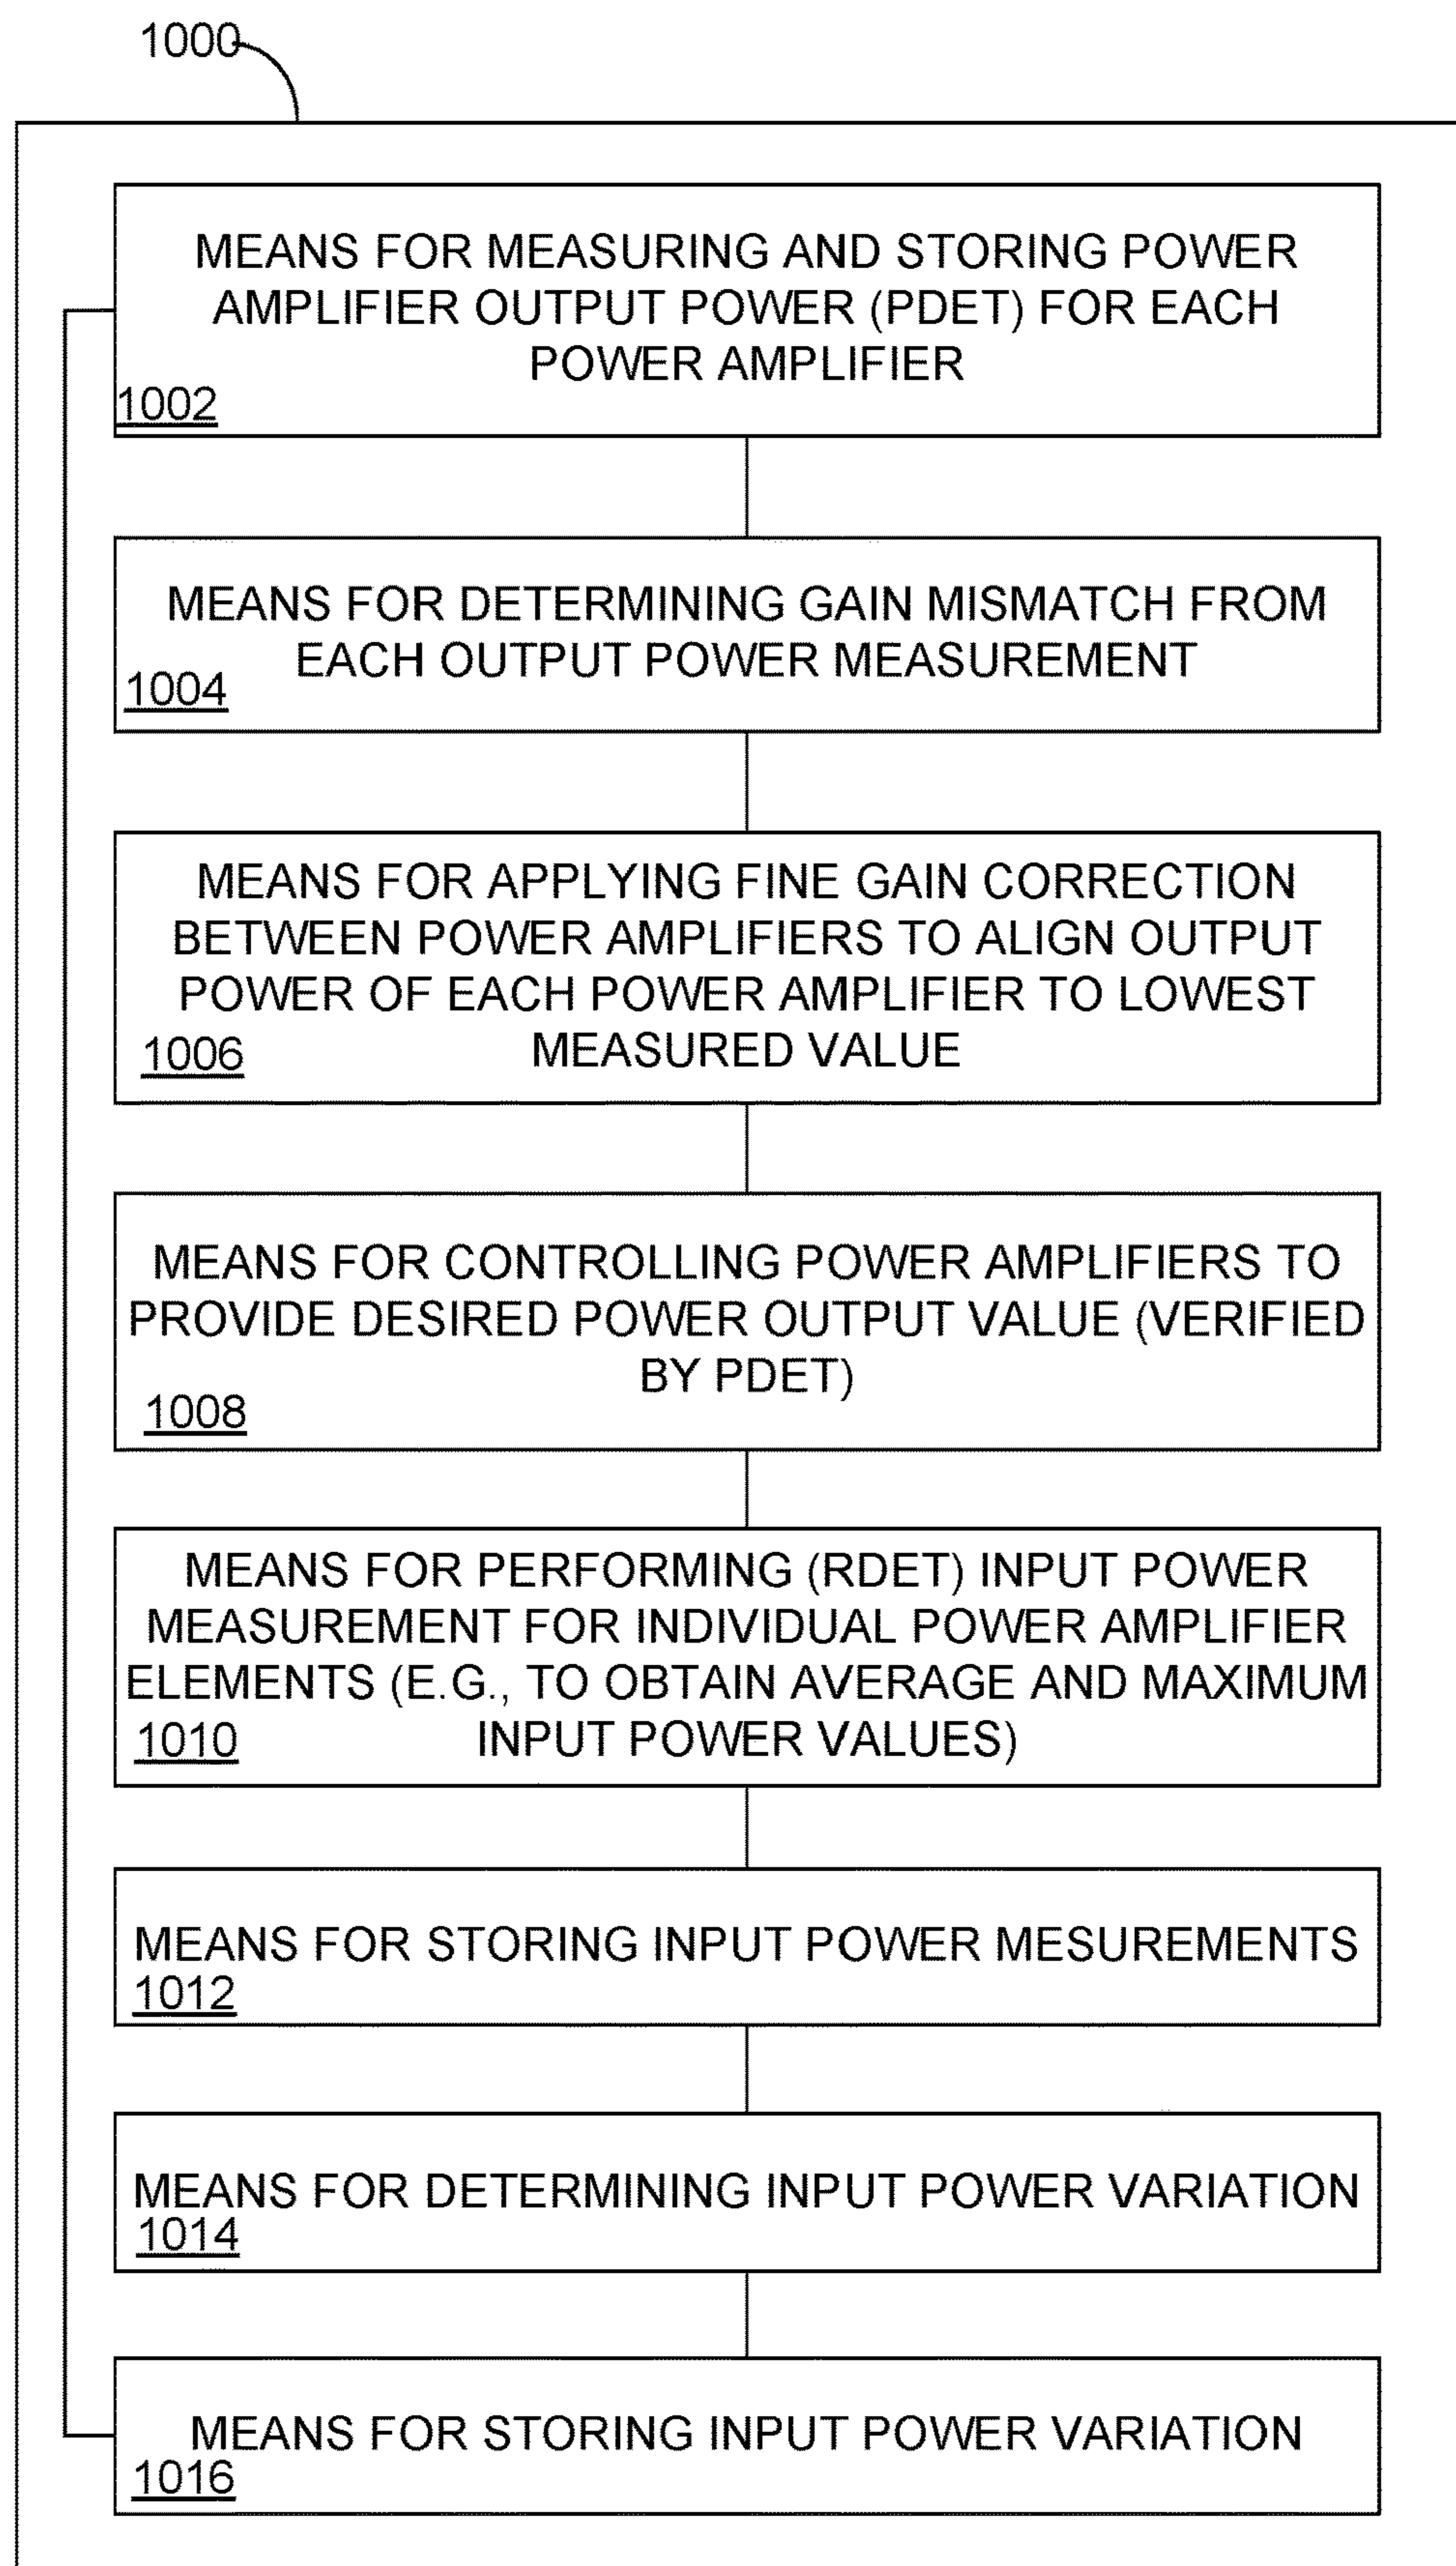 1000
MEANS FOR MEASURING AND STORING POWER
AMPLIFIER OUTPUT POWER (PDET) FOR EACH
POWER AMPLIFIER
1002
MEANS FOR DETERMINING GAIN MISMATCH FROM
EACH OUTPUT POWER MEASUREMENT
1004
MEANS FOR APPLYING FINE GAIN CORRECTION
BETWEEN POWER AMPLIFIERS TO ALIGN OUTPUT
POWER OF EACH POWER AMPLIFIER TO LOWEST
MEASURED VALUE
1006
MEANS FOR CONTROLLING POWER AMPLIFIERS TO
PROVIDE DESIRED POWER OUTPUT VALUE (VERIFIED
BY PDET)
1008
MEANS FOR PERFORMING (RDET) INPUT POWER
MEASUREMENT FOR INDIVIDUAL POWER AMPLIFIER
ELEMENTS (E.G., TO OBTAIN AVERAGE AND MAXIMUM
INPUT POWER VALUES)
1010
MEANS FOR STORING INPUT POWER MESUREMENTS
1012
MEANS FOR DETERMINING INPUT POWER VARIATION
1014
MEANS FOR STORING INPUT POWER VARIATION
1016